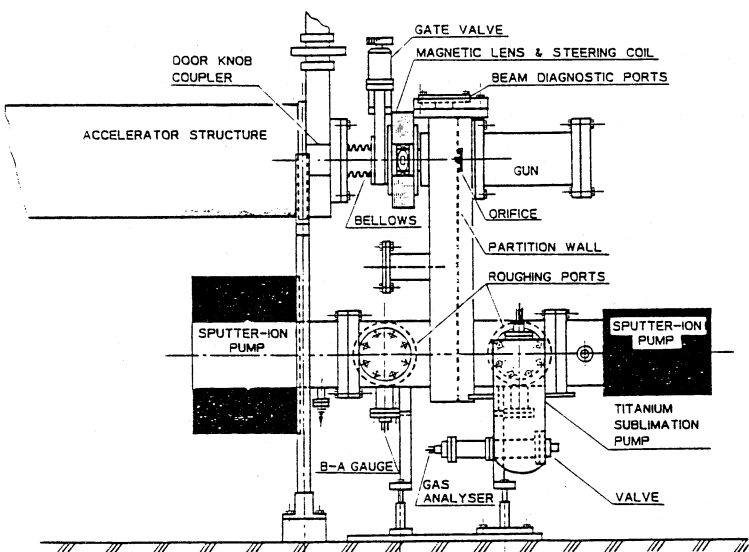 GATE VALVE
MAGNETIC LENS & STEERING COIL
DOOR KNOB
COUPLER
BEAM DIAGNOSTIC PORTS
ACCELERATOR STRUCTURE
GUN
BELLOWS
ORIFICE
PARTITION WALL
ROUGHING PORTS
SPUTTER-ION
PUMP
SPUTTER-ION
PUMP
TITANIUM
SUBLIMATION
PUMP
B-A GAUGE
GAS
ANALYSER
VALVE